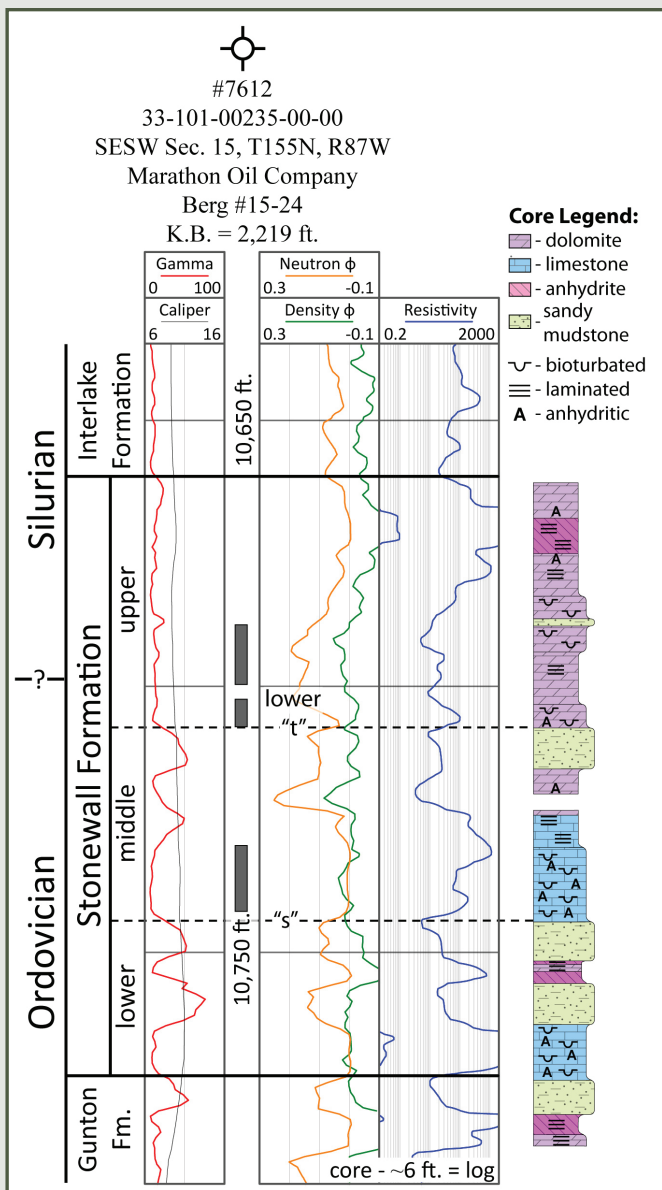 #7612
33-101-00235-00-00
SESW Sec. 15, T155N, R87W
Marathon Oil Company
Berg #15-24
K.B. = 2,219 ft.
Core Legend:
- dolomite
- limestone
- anhydrite
- sandy mudstone
- bioturbated
- laminated
A - anhydritic
Gamma
0 100
Caliper
6 16
Neutron ϕ
0.3 -0.1
Density ϕ
0.3 -0.1
Resistivity
0.2 2000
Silurian
-?-
Ordovician
Interlake
Formation
Stonewall Formation
upper
middle
lower
Gunton
Fm.
10,650 ft.
10,750 ft.
lower
“t”
“s”
A
A
A
A
A
A
A
A
A
A
A
A
core - ~6 ft. = log